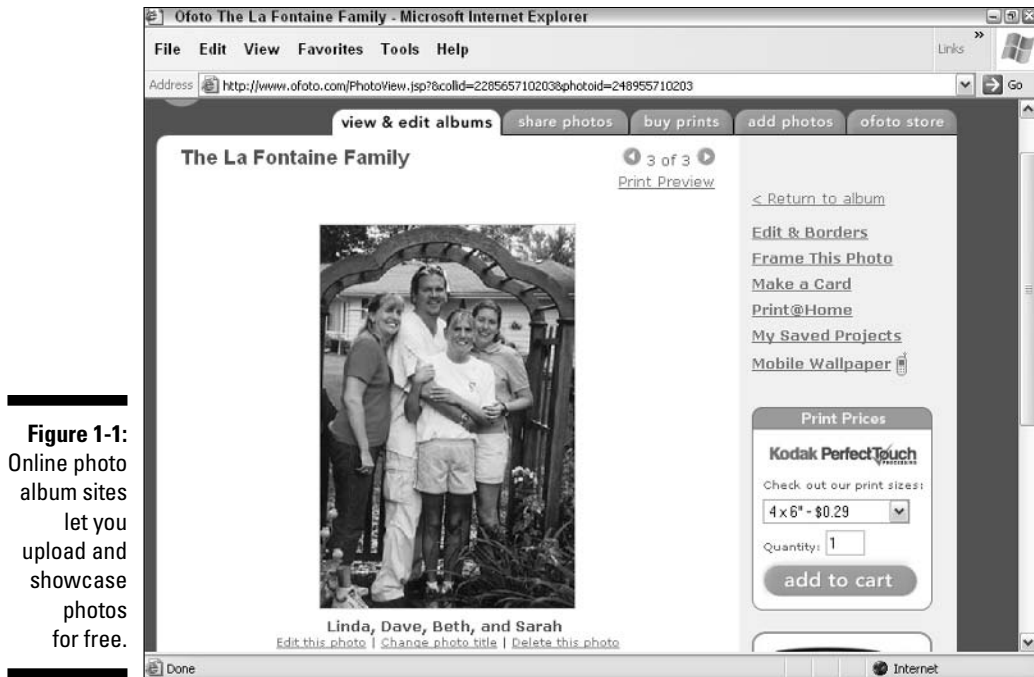 Ofoto The La Fontaine Family - Microsoft Internet Explorer
File Edit View Favorites Tools Help
Links »
Address http://www.ofoto.com/PhotoView.jsp?&collid=228565710203&photoid=248955710203
Go
view & edit albums share photos buy prints add photos ofoto store
The La Fontaine Family
3 of 3
Print Preview
< Return to album
Edit & Borders
Frame This Photo
Make a Card
Print@Home
My Saved Projects
Mobile Wallpaper
Print Prices
Kodak PerfectTouch
PROCESSING
Check out our print sizes:
4 x 6" - $0.29
Quantity: 1
add to cart
Linda, Dave, Beth, and Sarah
Edit this photo | Change photo title | Delete this photo
Done
Internet
Figure 1-1:
Online photo
album sites
let you
upload and
showcase
photos
for free.